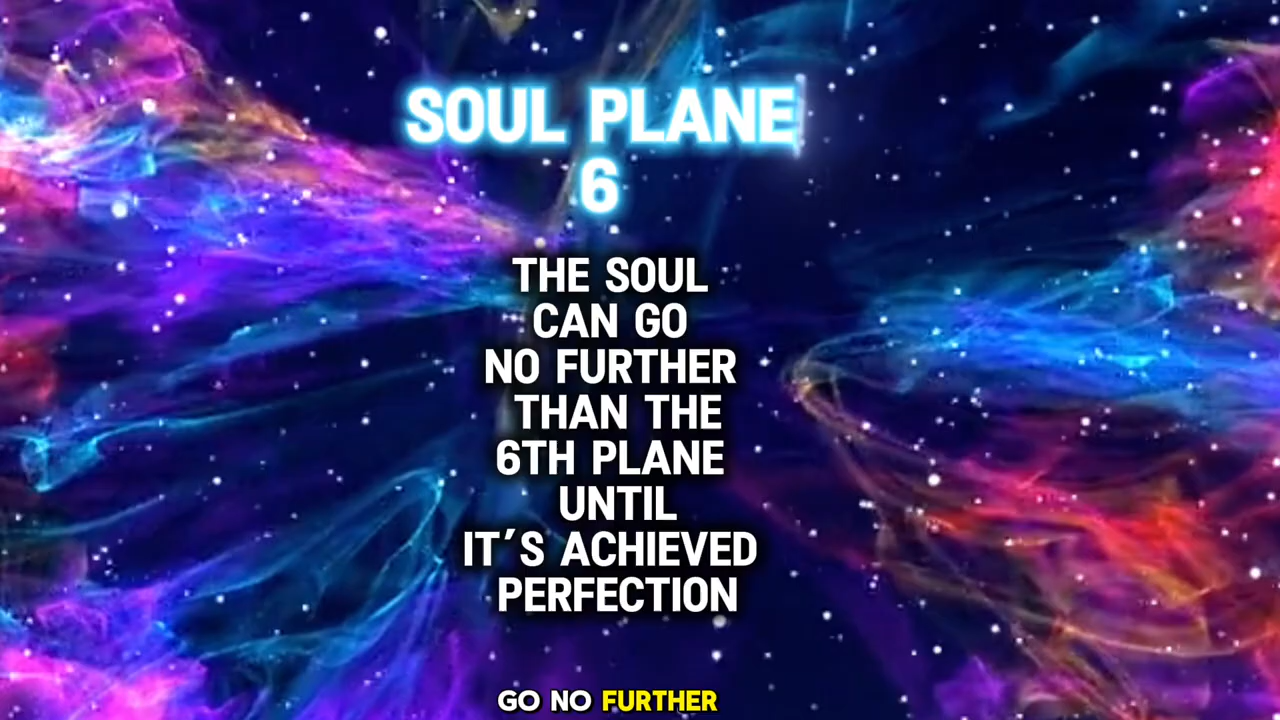 SOUL PLANE
6
THE SOUL
CAN GO
NO FURTHER
THAN THE
6TH PLANE
UNTIL
IT'S ACHIEVED
PERFECTION
GO NO FURTHER